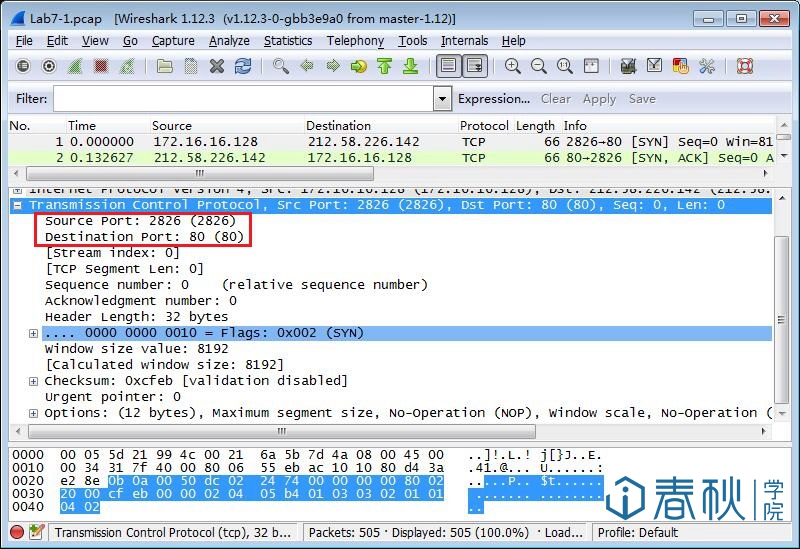 Lab7-1.pcap [Wireshark 1.12.3 (v1.12.3-0-gbb3e9a0 from master-1.12)]
File Edit View Go Capture Analyze Statistics Telephony Tools Internals Help
Filter: Expression... Clear Apply Save
No. Time Source Destination Protocol Length Info
1 0.000000 172.16.16.128 212.58.226.142 TCP 66 2826→80 [SYN] Seq=0 Win=81
2 0.132627 212.58.226.142 172.16.16.128 TCP 66 80→2826 [SYN, ACK] Seq=0 A
Internet Protocol Version 4, Src: 172.16.16.128 (172.16.16.128), Dst: 212.58.226.142 (212.58.226.142)
Transmission Control Protocol, Src Port: 2826 (2826), Dst Port: 80 (80), Seq: 0, Len: 0
Source Port: 2826 (2826)
Destination Port: 80 (80)
[Stream index: 0]
[TCP Segment Len: 0]
Sequence number: 0 (relative sequence number)
Acknowledgment number: 0
Header Length: 32 bytes
.... 0000 0000 0010 = Flags: 0x002 (SYN)
Window size value: 8192
[Calculated window size: 8192]
Checksum: 0xcfeb [validation disabled]
Urgent pointer: 0
Options: (12 bytes), Maximum segment size, No-Operation (NOP), Window scale, No-Operation (
0000 00 05 5d 21 99 4c 00 21 6a 5b 7d 4a 08 00 45 00 ..]!.L.! j[}J..E.
0010 00 34 31 7f 40 00 80 06 55 eb ac 10 10 80 d4 3a .41.@... U......:
0020 e2 8e 0b 0a 00 50 dc 02 24 74 00 00 00 00 80 02 .....P.. $t......
0030 20 00 cf eb 00 00 02 04 05 b4 01 03 03 02 01 01 ....... ........
0040 04 02 ..
春秋 学院
Transmission Control Protocol (tcp), 32 b... Packets: 505 · Displayed: 505 (100.0%) · Load... Profile: Default